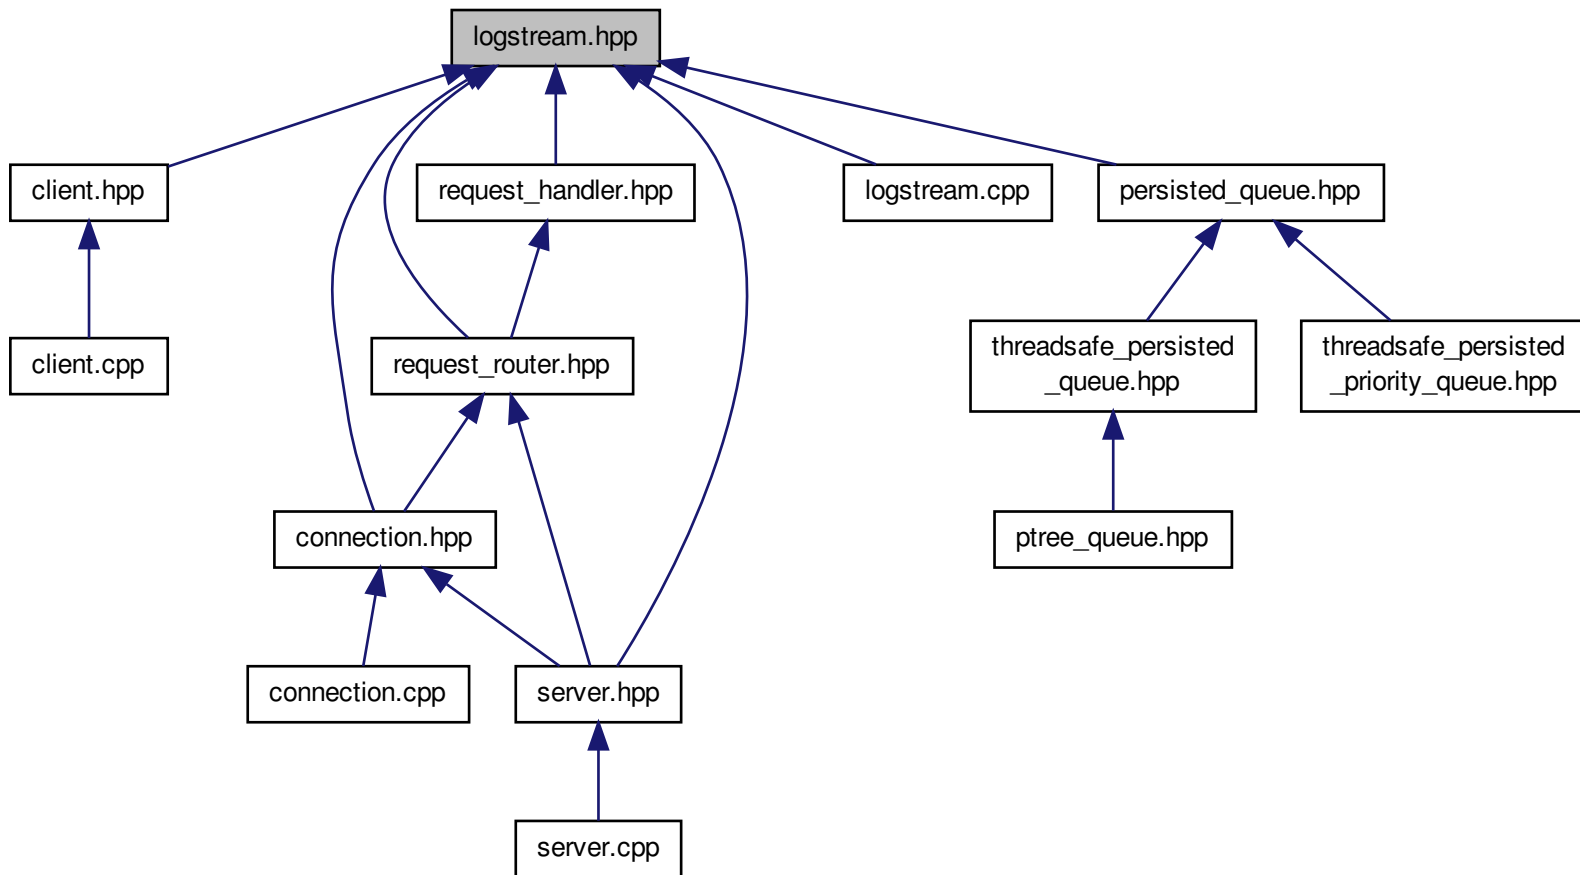 logstream.hpp
client.hpp
request_handler.hpp
logstream.cpp
persisted_queue.hpp
client.cpp
request_router.hpp
threadsafe_persisted
_queue.hpp
threadsafe_persisted
_priority_queue.hpp
connection.hpp
ptree_queue.hpp
connection.cpp
server.hpp
server.cpp